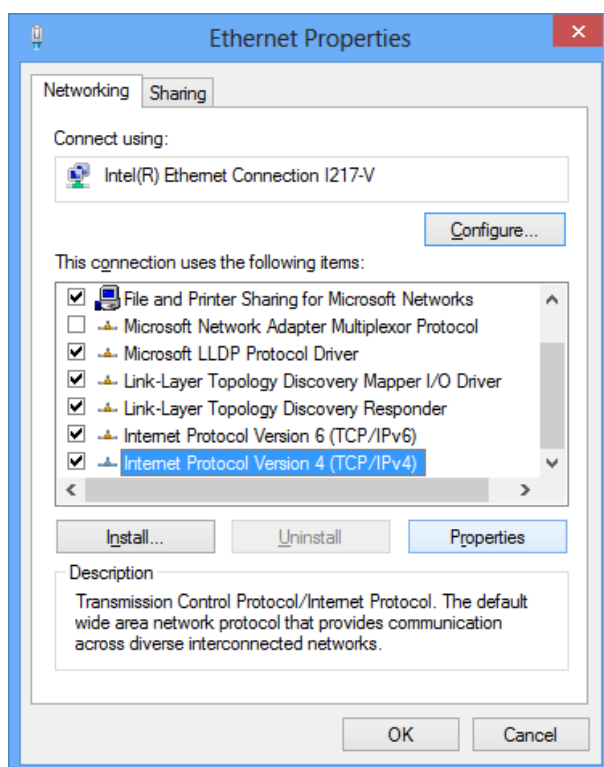 Ethernet Properties
Networking
Sharing
Connect using:
Intel(R) Ethernet Connection I217-V
Configure...
This connection uses the following items:
File and Printer Sharing for Microsoft Networks
Microsoft Network Adapter Multiplexor Protocol
Microsoft LLDP Protocol Driver
Link-Layer Topology Discovery Mapper I/O Driver
Link-Layer Topology Discovery Responder
Internet Protocol Version 6 (TCP/IPv6)
Internet Protocol Version 4 (TCP/IPv4)
Install...
Uninstall
Properties
Description
Transmission Control Protocol/Internet Protocol. The default
wide area network protocol that provides communication
across diverse interconnected networks.
OK
Cancel